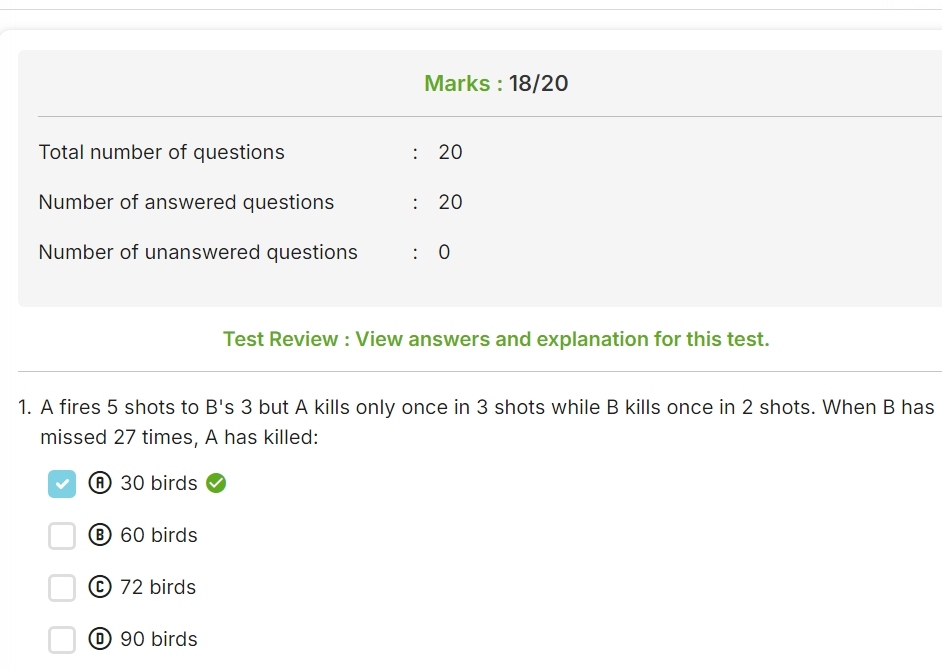 Marks : 18/20
Total number of questions : 20
Number of answered questions : 20
Number of unanswered questions : 0
Test Review : View answers and explanation for this test.
1. A fires 5 shots to B's 3 but A kills only once in 3 shots while B kills once in 2 shots. When B has
missed 27 times, A has killed:
A 30 birds
B 60 birds
C 72 birds
D 90 birds